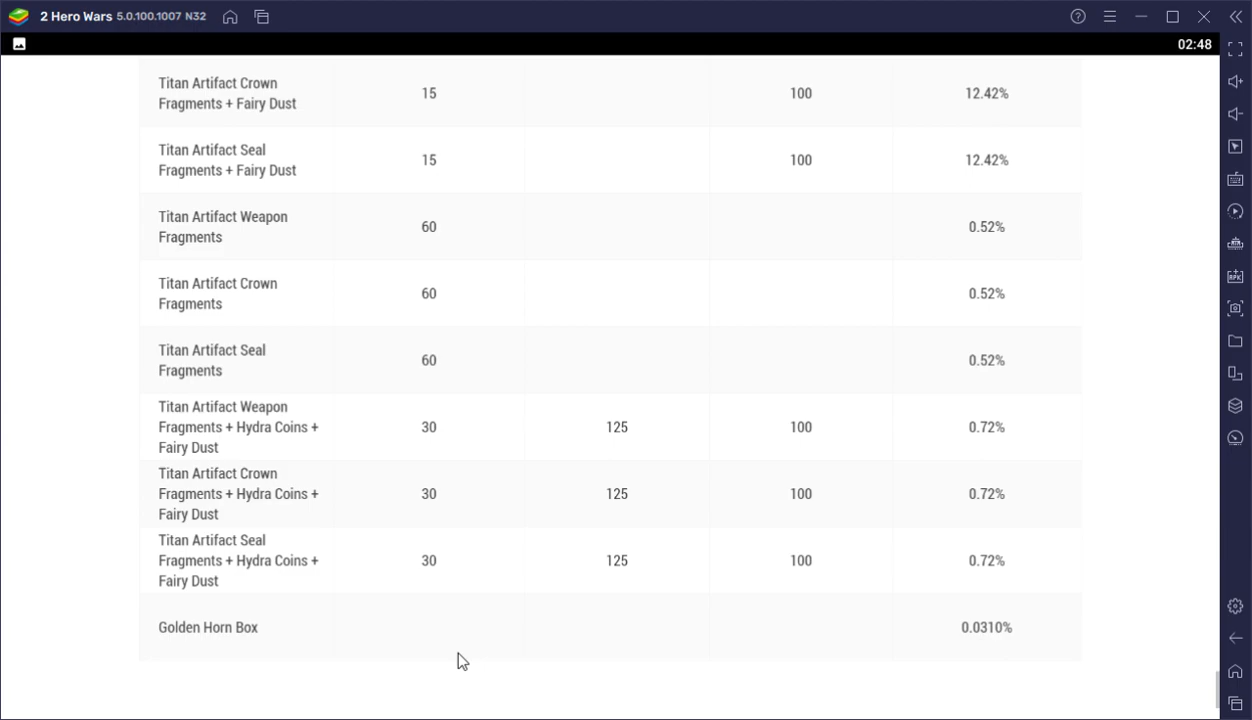 2 Hero Wars 5.0.100.1007 N32
02:48
Titan Artifact Crown
Fragments + Fairy Dust
15
100
12.42%
Titan Artifact Seal
Fragments + Fairy Dust
15
100
12.42%
Titan Artifact Weapon
Fragments
60
0.52%
Titan Artifact Crown
Fragments
60
0.52%
Titan Artifact Seal
Fragments
60
0.52%
Titan Artifact Weapon
Fragments + Hydra Coins +
Fairy Dust
30
125
100
0.72%
Titan Artifact Crown
Fragments + Hydra Coins +
Fairy Dust
30
125
100
0.72%
Titan Artifact Seal
Fragments + Hydra Coins +
Fairy Dust
30
125
100
0.72%
Golden Horn Box
0.0310%